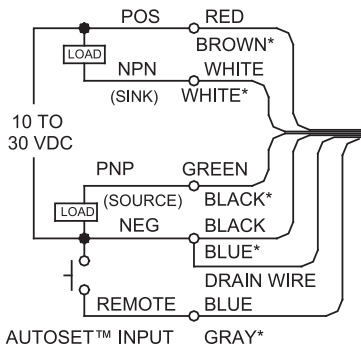 POS RED
LOAD BROWN*
NPN WHITE
(SINK) WHITE*
10 TO
30 VDC
PNP GREEN
(SOURCE) BLACK*
LOAD
NEG BLACK
BLUE*
DRAIN WIRE
REMOTE BLUE
AUTOSET™ INPUT GRAY*